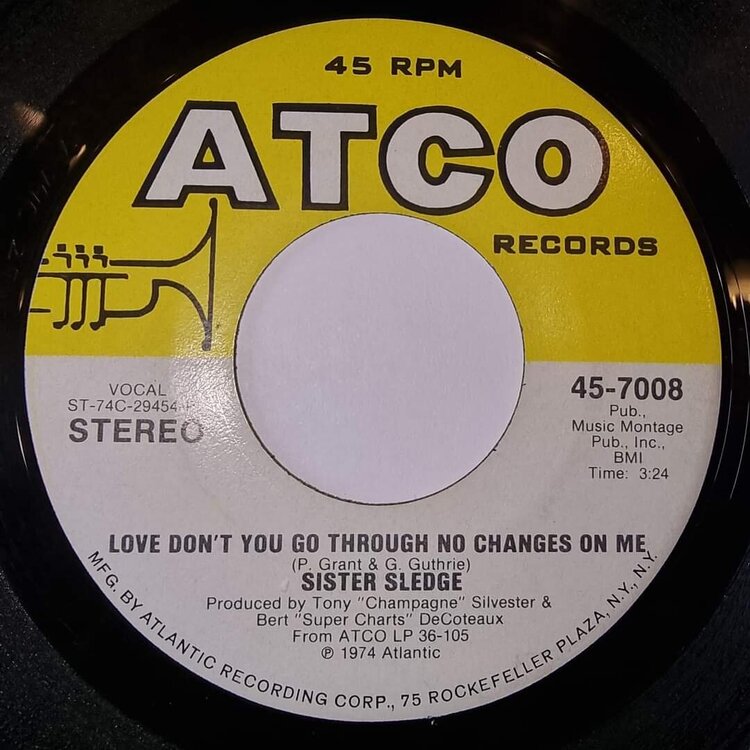 45 RPM
ATCO
RECORDS
VOCAL
ST-74C-29454
STEREO
45-7008
Pub.,
Music Montage
Pub., Inc.,
BMI
Time: 3:24
LOVE DON'T YOU GO THROUGH NO CHANGES ON ME
(P. Grant & G. Guthrie)
SISTER SLEDGE
Produced by Tony "Champagne" Silvester &
Bert "Super Charts" DeCoteaux
From ATCO LP 36-105
℗ 1974 Atlantic
MFG. BY ATLANTIC RECORDING CORP., 75 ROCKEFELLER PLAZA, N.Y., N.Y.